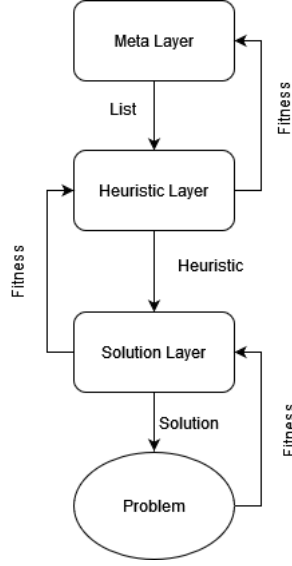 Meta Layer
List
Fitness
Heuristic Layer
Fitness
Heuristic
Solution Layer
Solution
Fitness
Problem